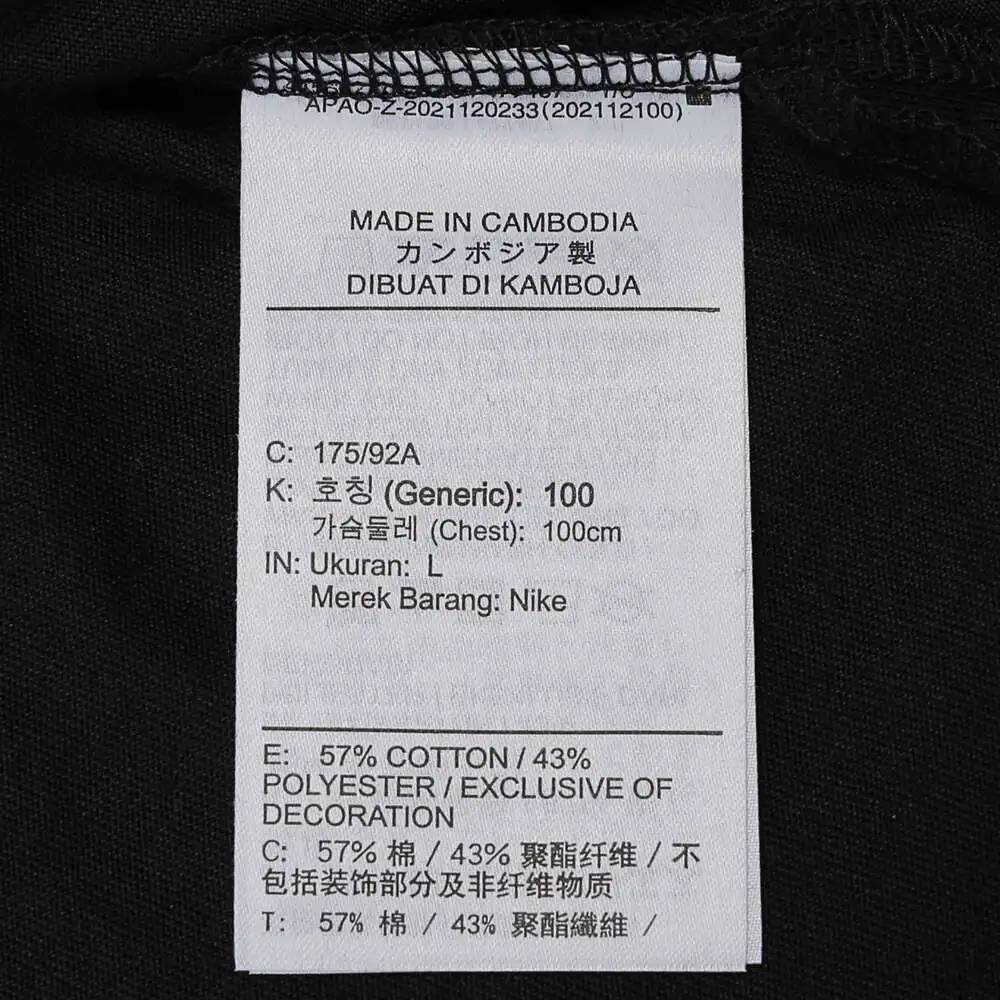 APAO-Z-2021120233(202112100)
MADE IN CAMBODIA
カンボジア製
DIBUAT DI KAMBOJA
C: 175/92A
K: 호칭 (Generic): 100
가슴둘레 (Chest): 100cm
IN: Ukuran: L
Merek Barang: Nike
E: 57% COTTON / 43%
POLYESTER / EXCLUSIVE OF
DECORATION
C: 57% 棉 / 43% 聚酯纤维 / 不
包括装饰部分及非纤维物质
T: 57% 棉 / 43% 聚酯纖維 /